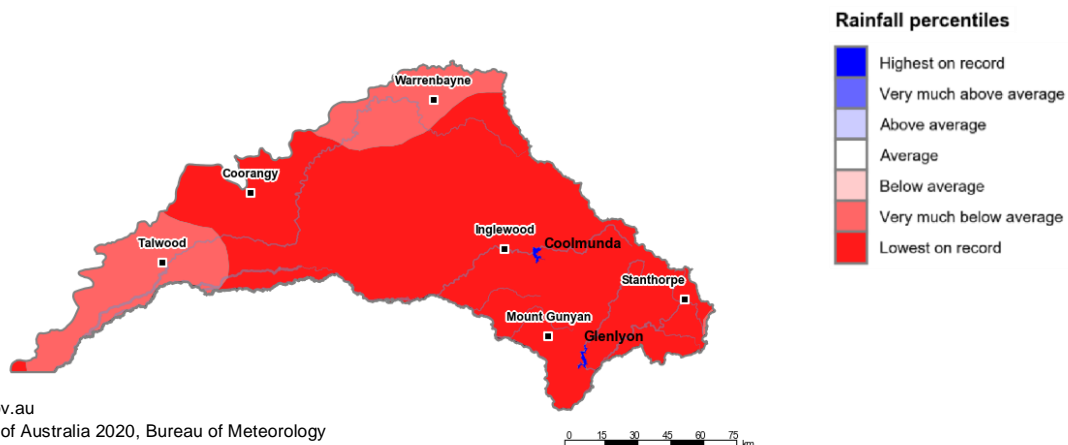 Rainfall percentiles
Highest on record
Very much above average
Above average
Average
Below average
Very much below average
Lowest on record
Warrenbayne
Coorangy
Talwood
Inglewood
Coolmunda
Stanthorpe
Mount Gunyan
Glenlyon
v.au
of Australia 2020, Bureau of Meteorology
0 15 30 45 60 75
km